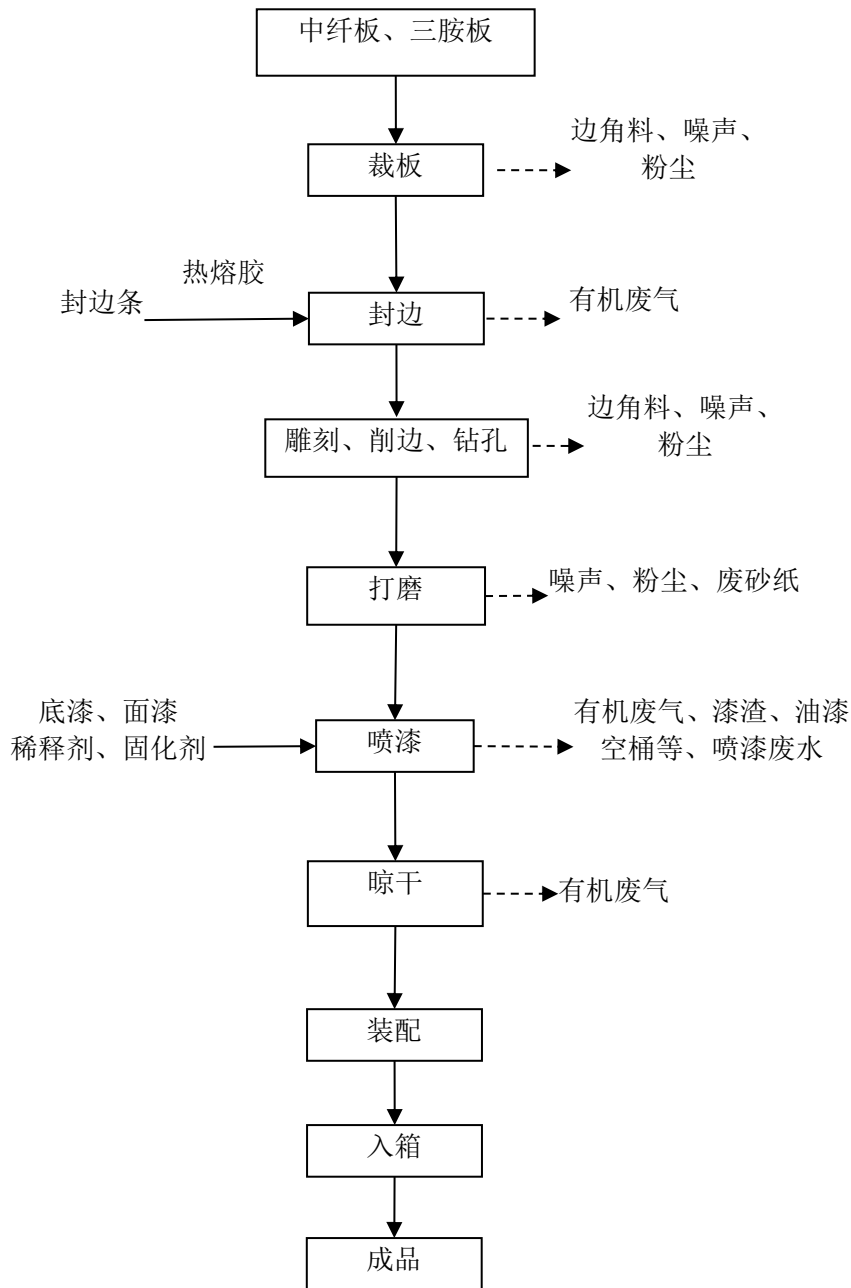 中纤板、三胺板
边角料、噪声、
粉尘
裁板
热熔胶
封边条
封边
有机废气
边角料、噪声、
粉尘
雕刻、削边、钻孔
打磨
噪声、粉尘、废砂纸
底漆、面漆
稀释剂、固化剂
喷漆
有机废气、漆渣、油漆
空桶等、喷漆废水
晾干
有机废气
装配
入箱
成品